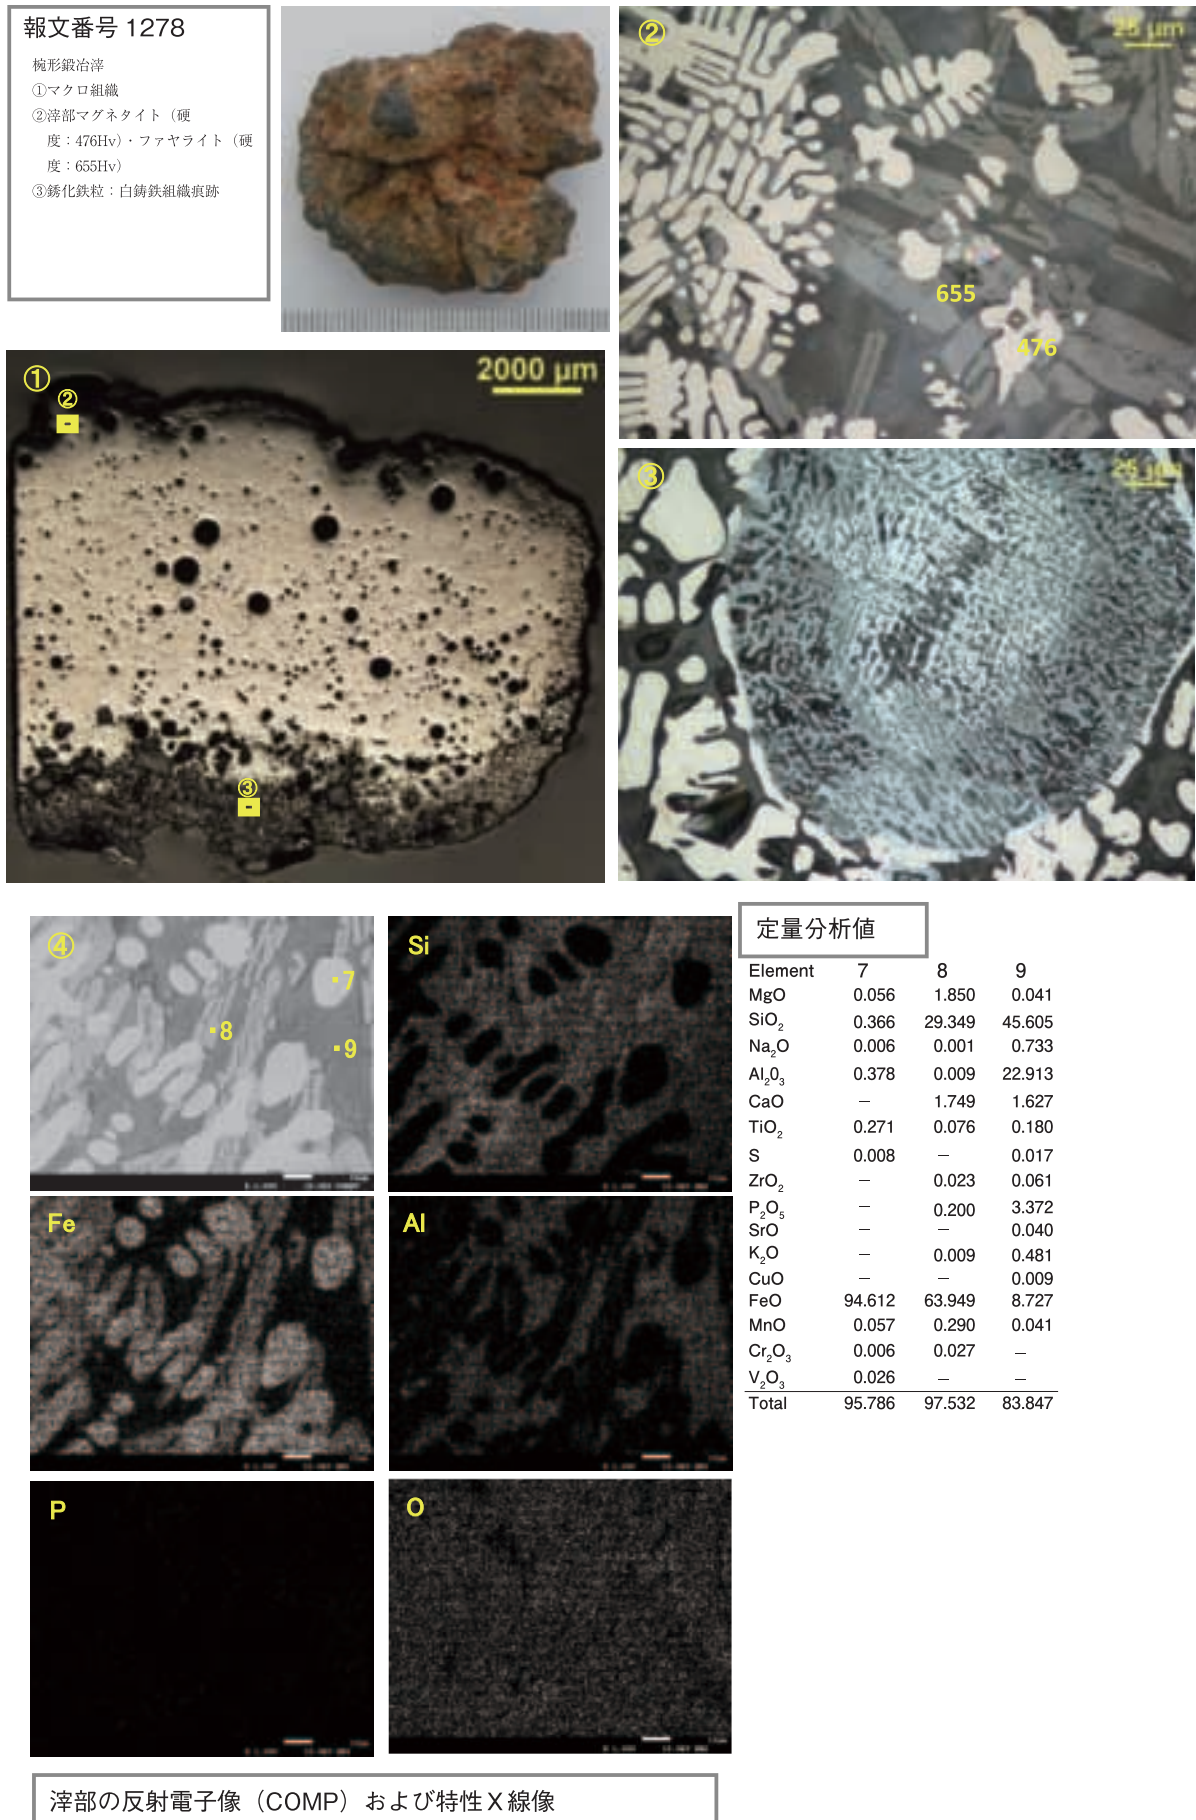 報文番号 1278
椀形鍛冶滓
①マクロ組織
②滓部マグネタイト（硬
度：476Hv）・ファヤライト（硬
度：655Hv）
③銹化鉄粒：白鋳鉄組織痕跡
②
25 μm
655
476
①
2000 μm
②
③
③
25 μm
④
7
8
9
Si
Fe
Al
P
O
定量分析値
Element 7 8 9
MgO 0.056 1.850 0.041
SiO₂ 0.366 29.349 45.605
Na₂O 0.006 0.001 0.733
Al₂0₃ 0.378 0.009 22.913
CaO － 1.749 1.627
TiO₂ 0.271 0.076 0.180
S 0.008 － 0.017
ZrO₂ － 0.023 0.061
P₂O₅ － 0.200 3.372
SrO － － 0.040
K₂O － 0.009 0.481
CuO － － 0.009
FeO 94.612 63.949 8.727
MnO 0.057 0.290 0.041
Cr₂O₃ 0.006 0.027 －
V₂O₃ 0.026 － －
Total 95.786 97.532 83.847
滓部の反射電子像（COMP）および特性X線像